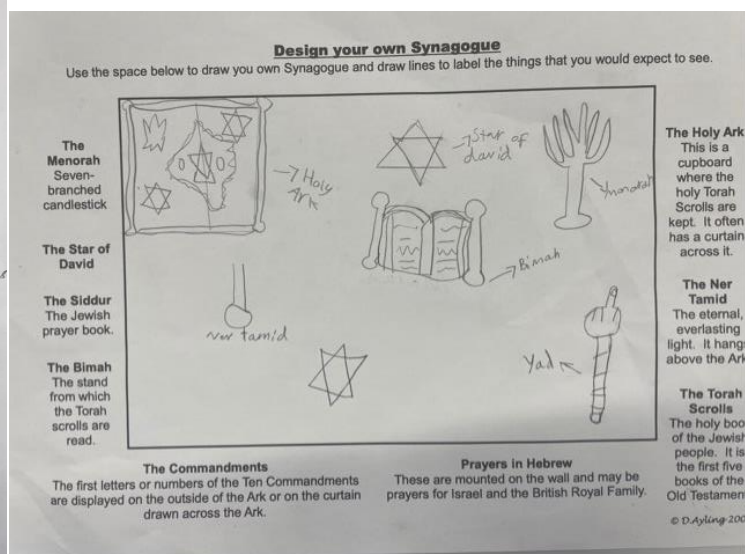 Design your own Synagogue
Use the space below to draw you own Synagogue and draw lines to label the things that you would expect to see.
The
Menorah
Seven-
branched
candlestick
The Star of
David
The Siddur
The Jewish
prayer book.
The Bimah
The stand
from which
the Torah
scrolls are
read.
Holy
Ark
Star of
david
Bimah
Ner tamid
Yad
The Holy Ark
This is a
cupboard
where the
holy Torah
Scrolls are
kept. It often
has a curtain
across it.
The Ner
Tamid
The eternal,
everlasting
light. It hangs
above the Ark
The Torah
Scrolls
The holy boo
of the Jewish
people. It is
the first five
books of the
Old Testamen
The Commandments
The first letters or numbers of the Ten Commandments
are displayed on the outside of the Ark or on the curtain
drawn across the Ark.
Prayers in Hebrew
These are mounted on the wall and may be
prayers for Israel and the British Royal Family.
© D.Ayling 200